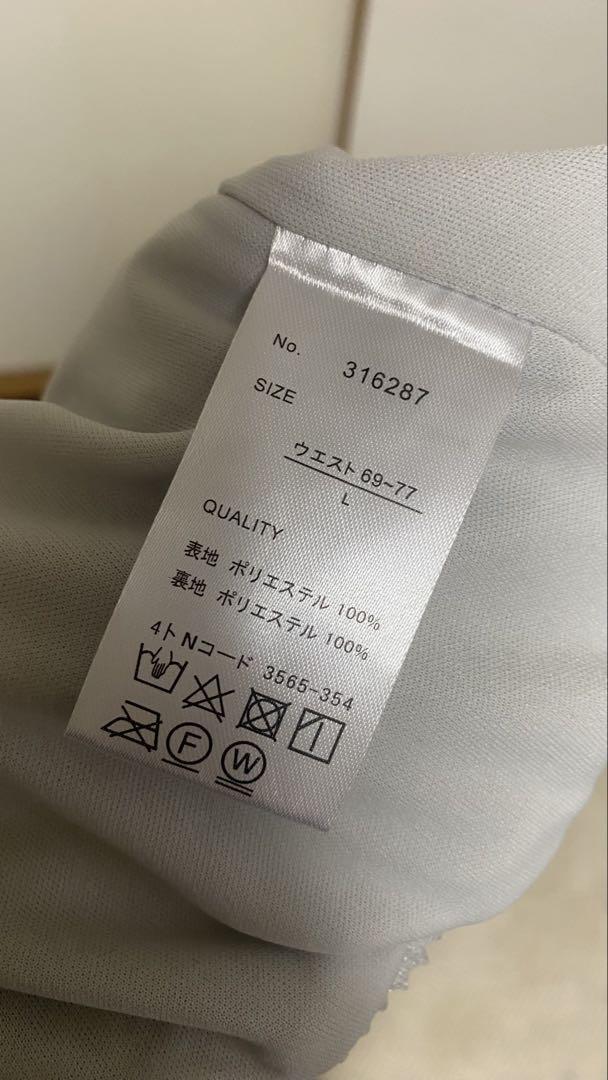 No. 316287
SIZE
ウエスト 69~77
L
QUALITY
表地 ポリエステル 100%
裏地 ポリエステル 100%
4ト Nコード 3565-354
F W